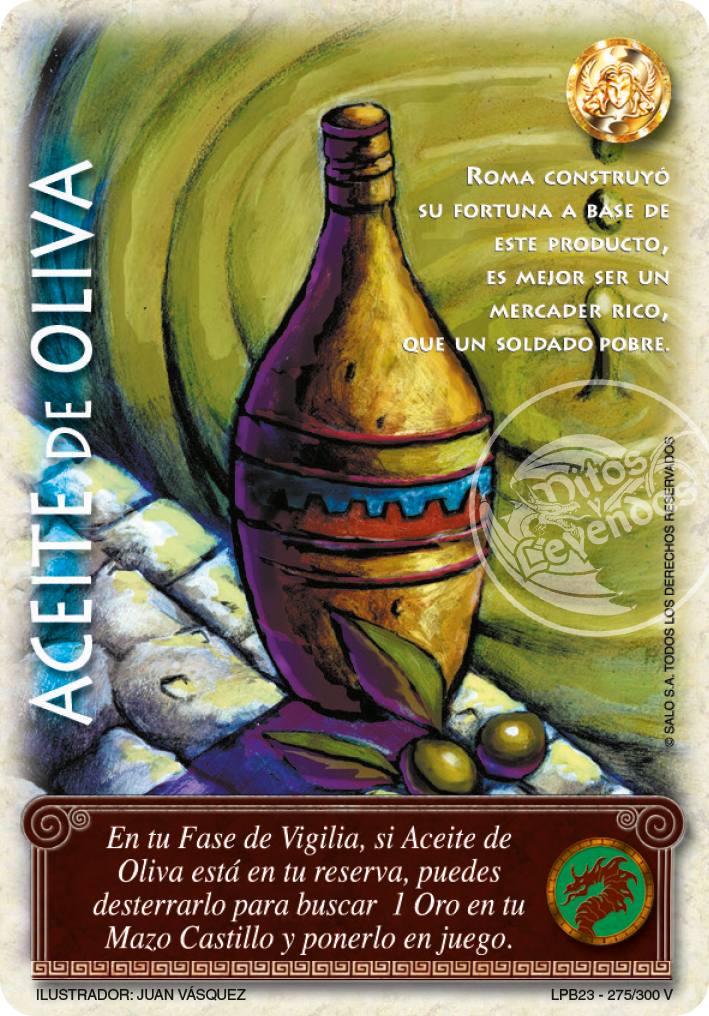 ACEITE DE OLIVA
ROMA CONSTRUYÓ
SU FORTUNA A BASE DE
ESTE PRODUCTO,
ES MEJOR SER UN
MERCADER RICO,
QUE UN SOLDADO POBRE.
Mitos
y
Leyendas
© SALO S.A. TODOS LOS DERECHOS RESERVADOS
En tu Fase de Vigilia, si Aceite de
Oliva está en tu reserva, puedes
desterrarlo para buscar 1 Oro en tu
Mazo Castillo y ponerlo en juego.
ILUSTRADOR: JUAN VÁSQUEZ
LPB23 - 275/300 V